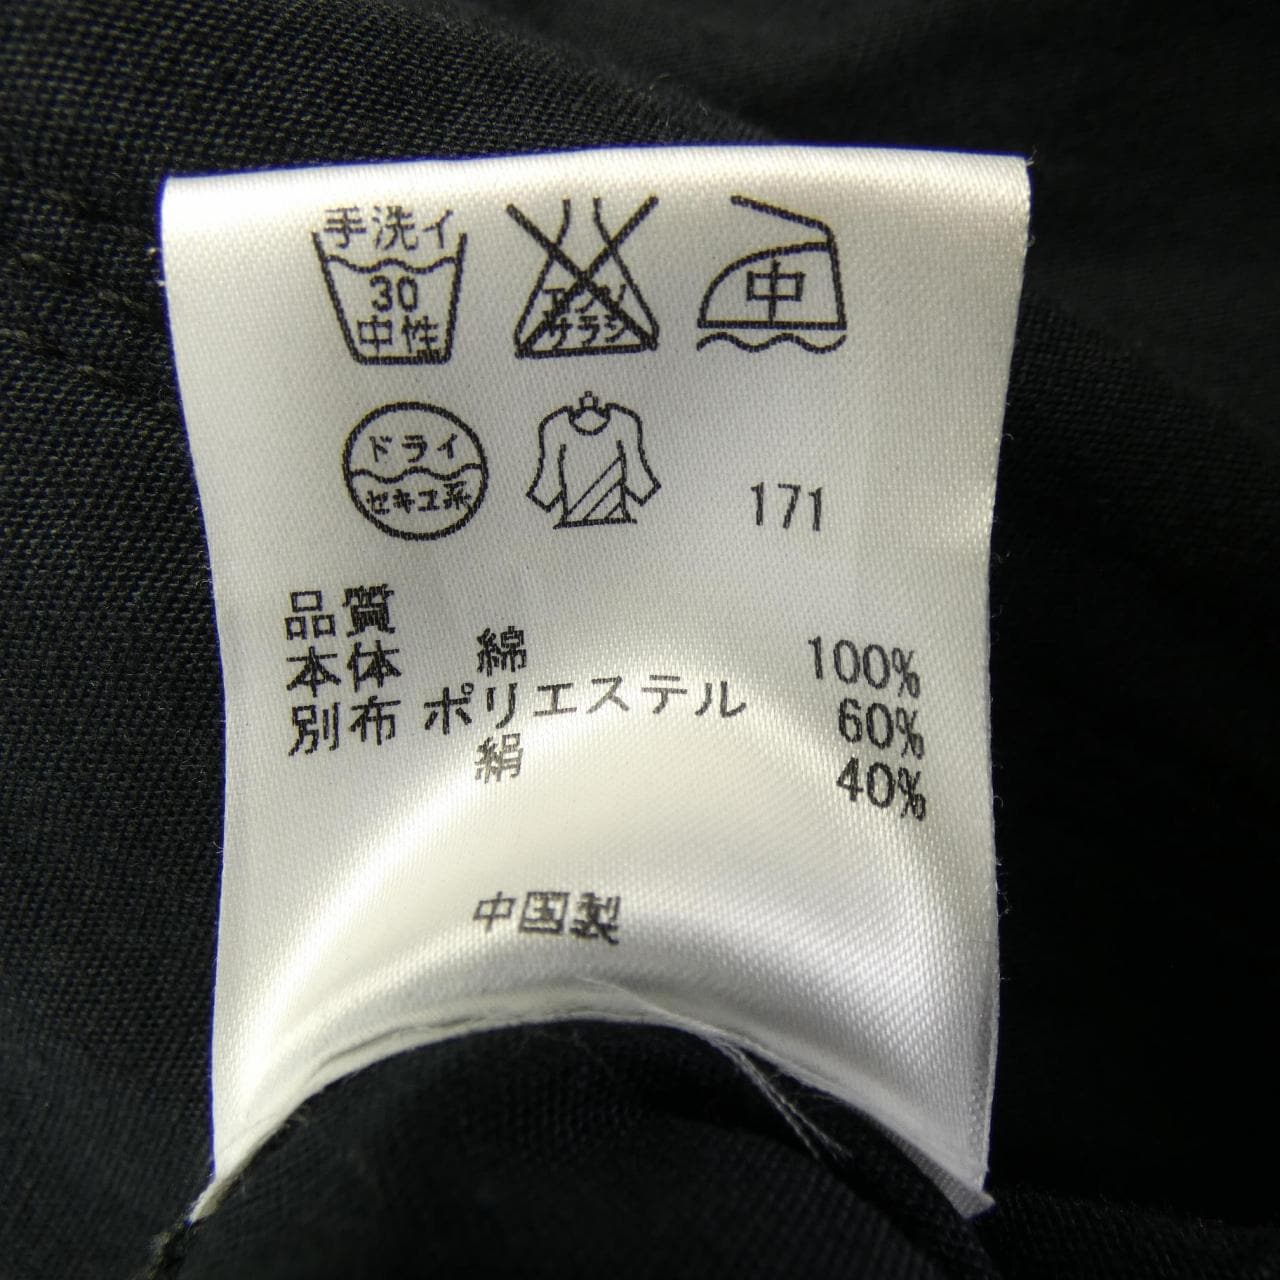 手洗イ
30
中性
エンソ
サラシ
中
ドライ
セキユ系
171
品質
本体 綿 100%
別布 ポリエステル 60%
絹 40%
中国製